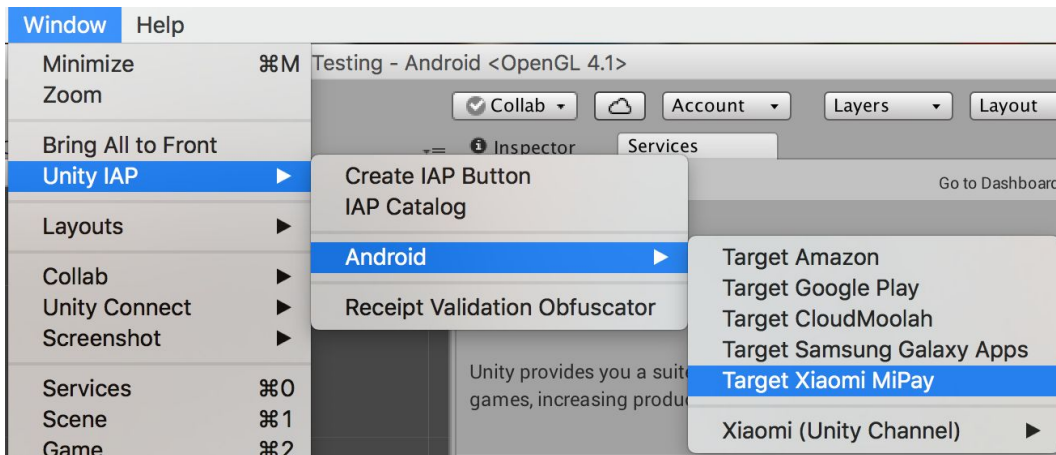 Window Help
Minimize ⌘M
Zoom
Bring All to Front
Unity IAP
Layouts
Collab
Unity Connect
Screenshot
Services ⌘0
Scene ⌘1
Game ⌘2
Testing - Android <OpenGL 4.1>
Collab Account Layers Layout
Inspector Services
Go to Dashboard
Create IAP Button
IAP Catalog
Android
Receipt Validation Obfuscator
Target Amazon
Target Google Play
Target CloudMoolah
Target Samsung Galaxy Apps
Target Xiaomi MiPay
Xiaomi (Unity Channel)
Unity provides you a suit
games, increasing produ